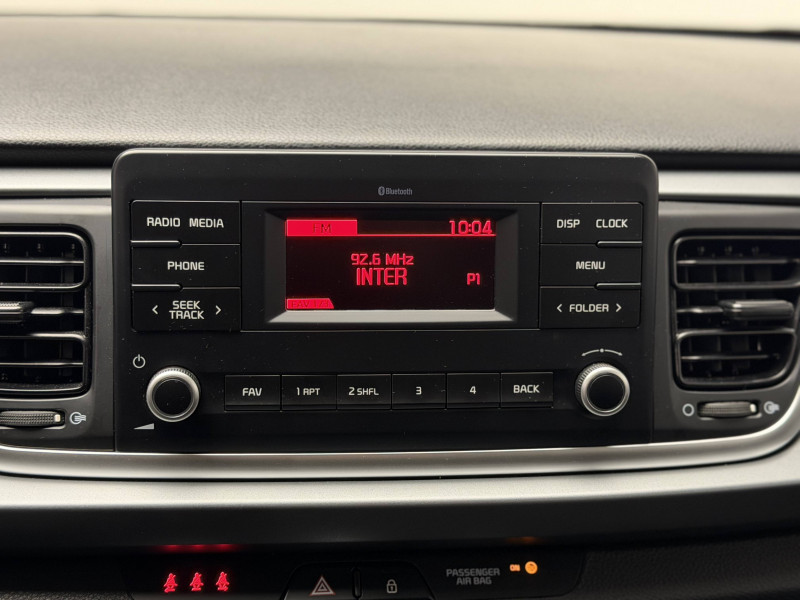 Bluetooth
RADIO MEDIA
DISP CLOCK
FM 10:04
PHONE
MENU
92.6 MHz
INTER
P1
< SEEK TRACK >
< FOLDER >
FAV 1 RPT 2 SHFL 3 4 BACK
PASSENGER
AIR BAG
ON